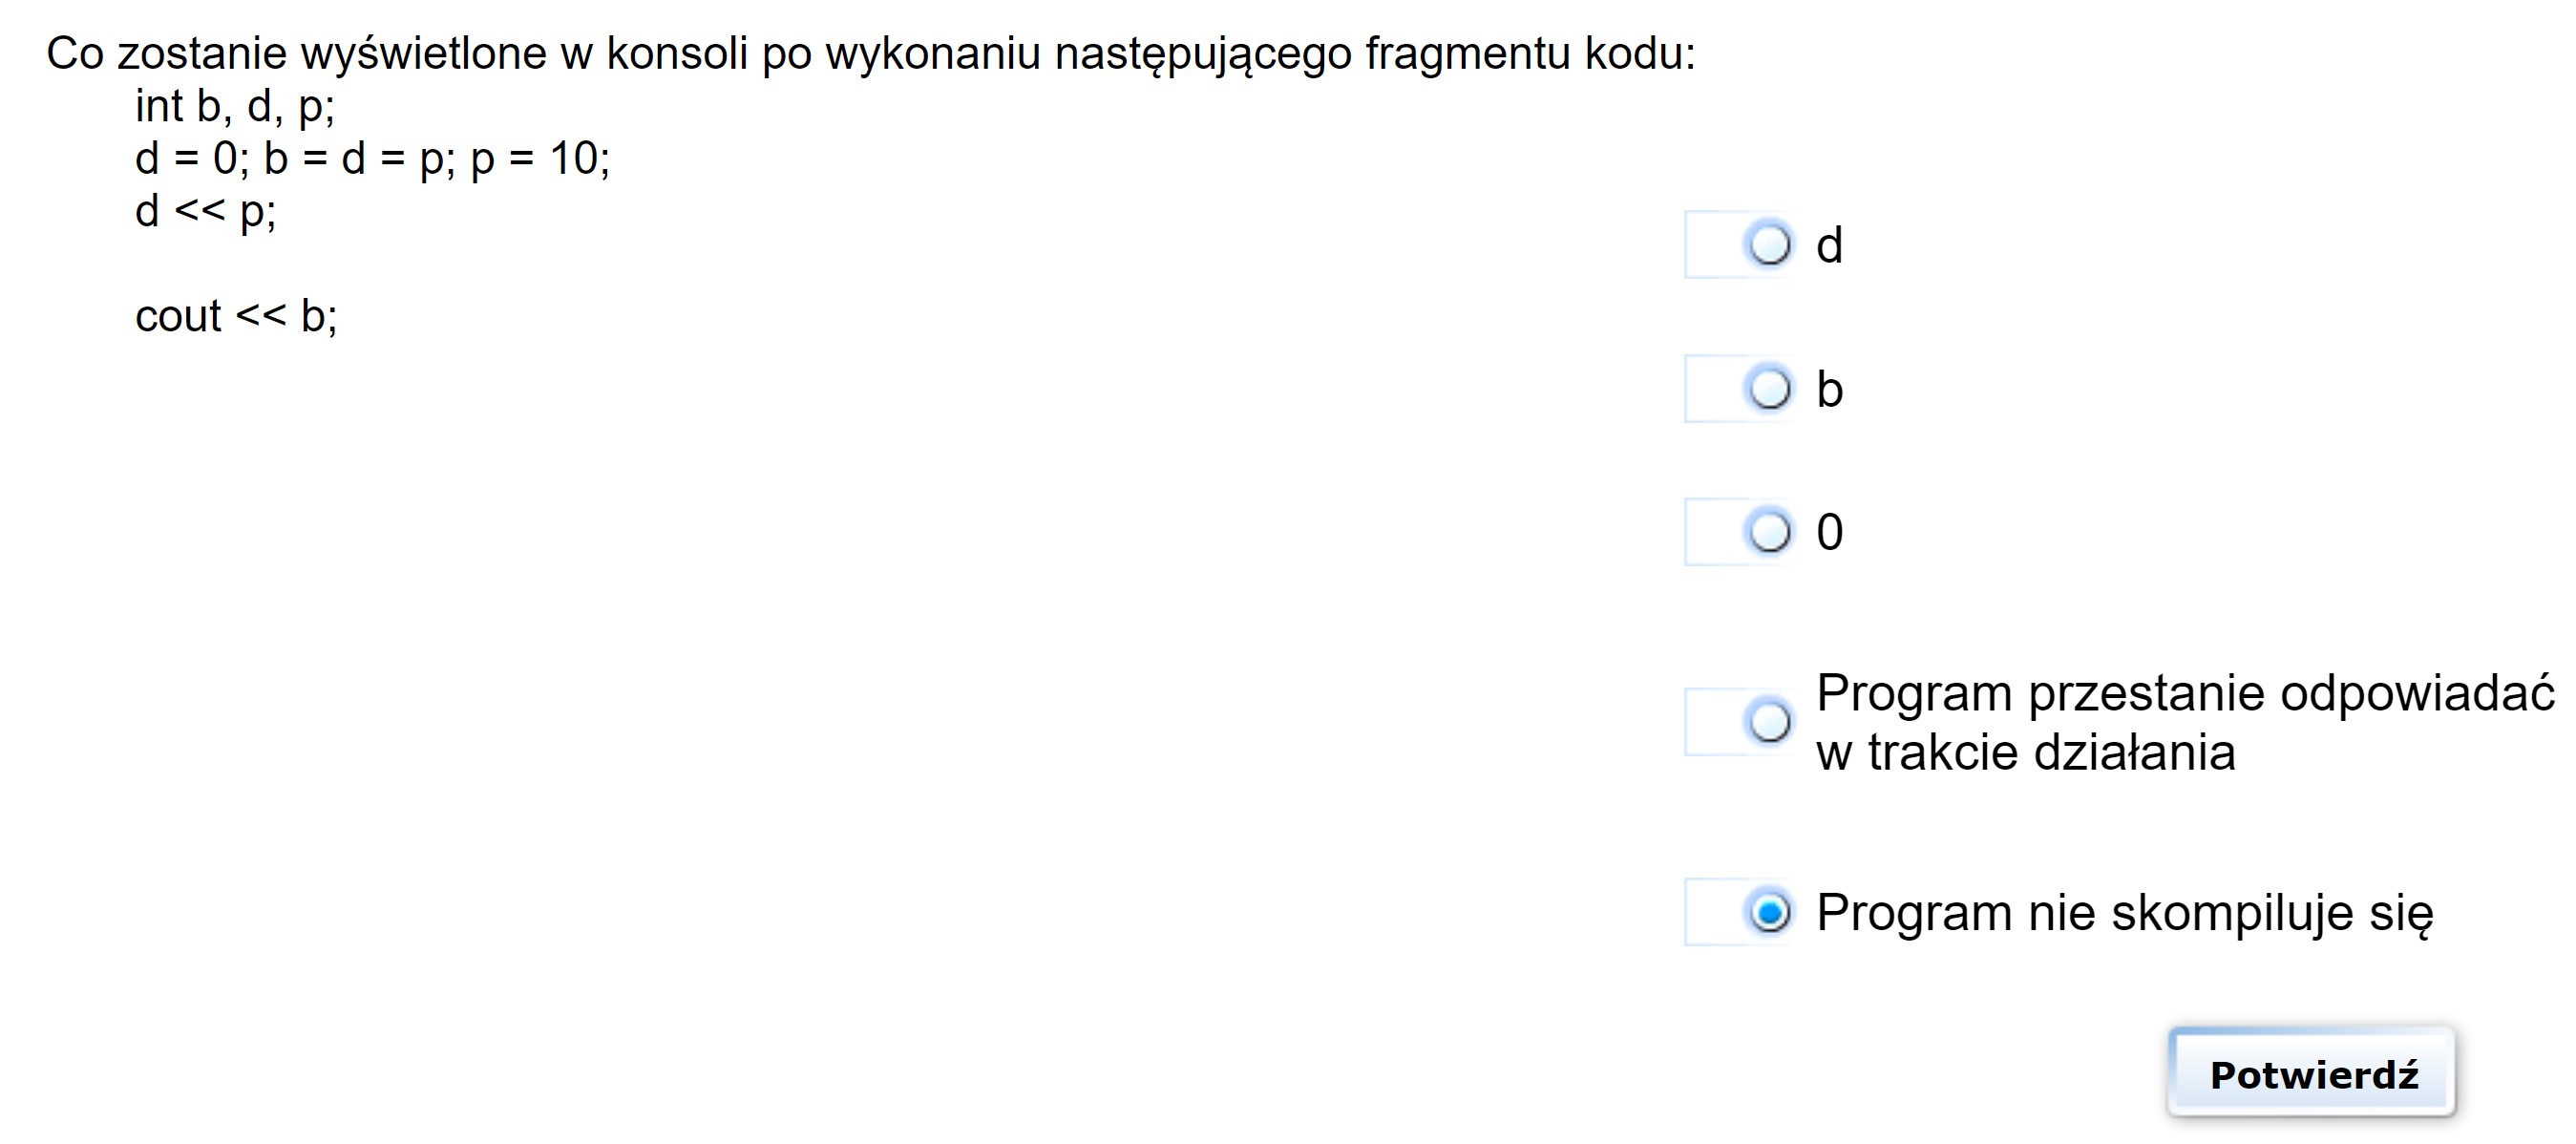 Co zostanie wyświetlone w konsoli po wykonaniu następującego fragmentu kodu:
int b, d, p;
d = 0; b = d = p; p = 10;
d << p;
cout << b;
d
b
0
Program przestanie odpowiadać
w trakcie działania
Program nie skompiluje się
Potwierdź